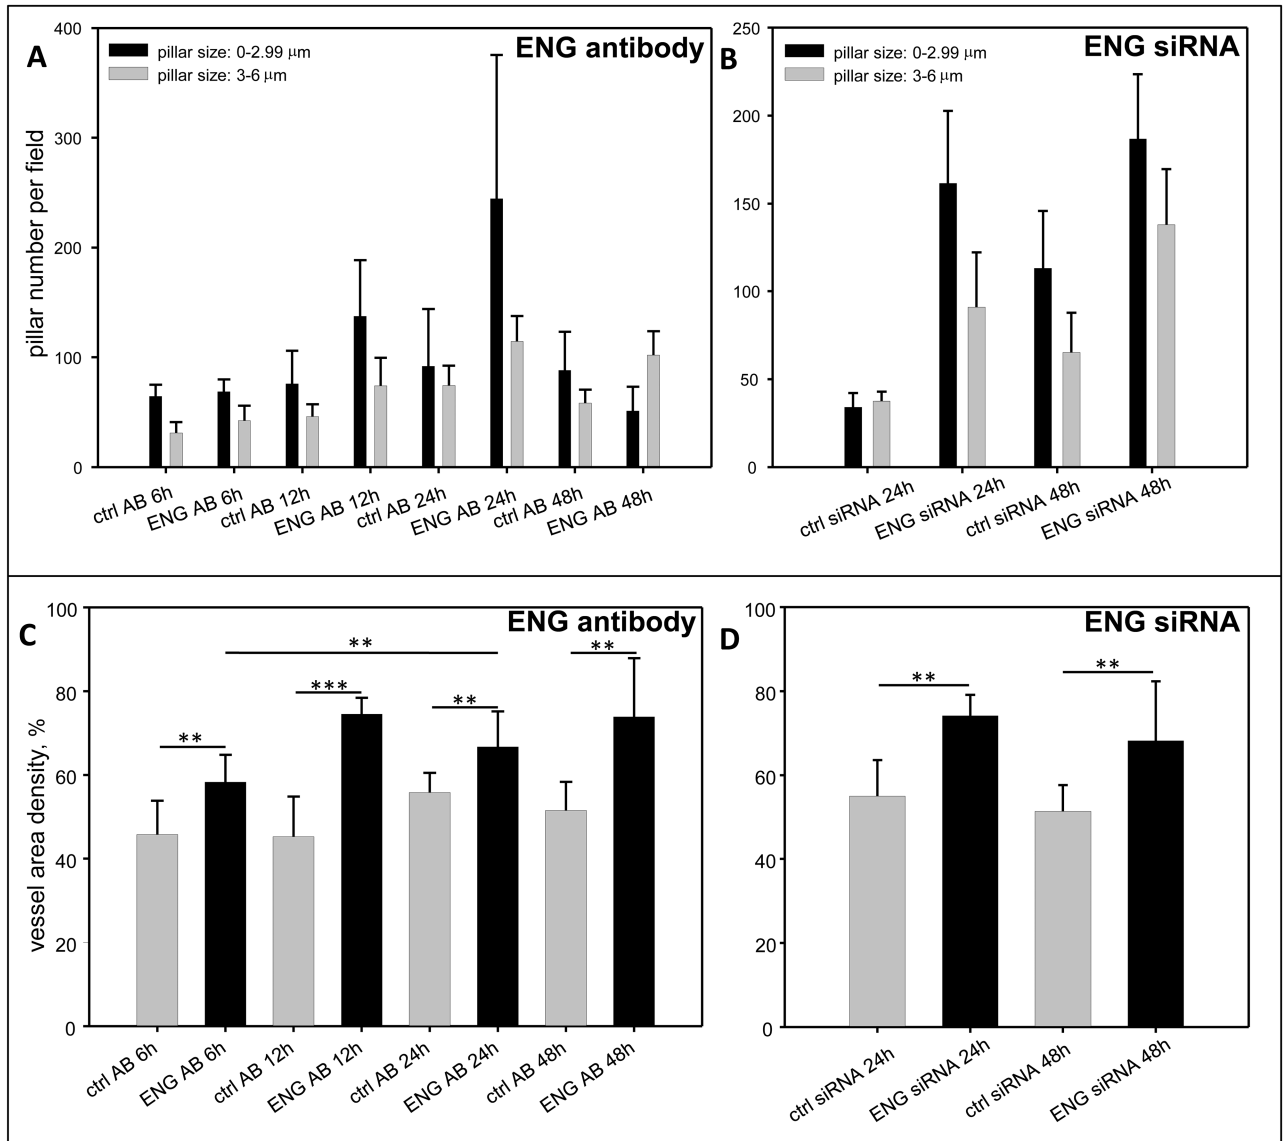 A
ENG antibody
pillar size: 0-2.99 µm
pillar size: 3-6 µm
pillar number per field
400
300
200
100
0
ctrl AB 6h
ENG AB 6h
ctrl AB 12h
ENG AB 12h
ctrl AB 24h
ENG AB 24h
ctrl AB 48h
ENG AB 48h
B
ENG siRNA
pillar size: 0-2.99 µm
pillar size: 3-6 µm
250
200
150
100
50
0
ctrl siRNA 24h
ENG siRNA 24h
ctrl siRNA 48h
ENG siRNA 48h
C
ENG antibody
vessel area density, %
100
80
60
40
20
0
**
***
**
**
**
ctrl AB 6h
ENG AB 6h
ctrl AB 12h
ENG AB 12h
ctrl AB 24h
ENG AB 24h
ctrl AB 48h
ENG AB 48h
D
ENG siRNA
100
80
60
40
20
0
**
**
ctrl siRNA 24h
ENG siRNA 24h
ctrl siRNA 48h
ENG siRNA 48h